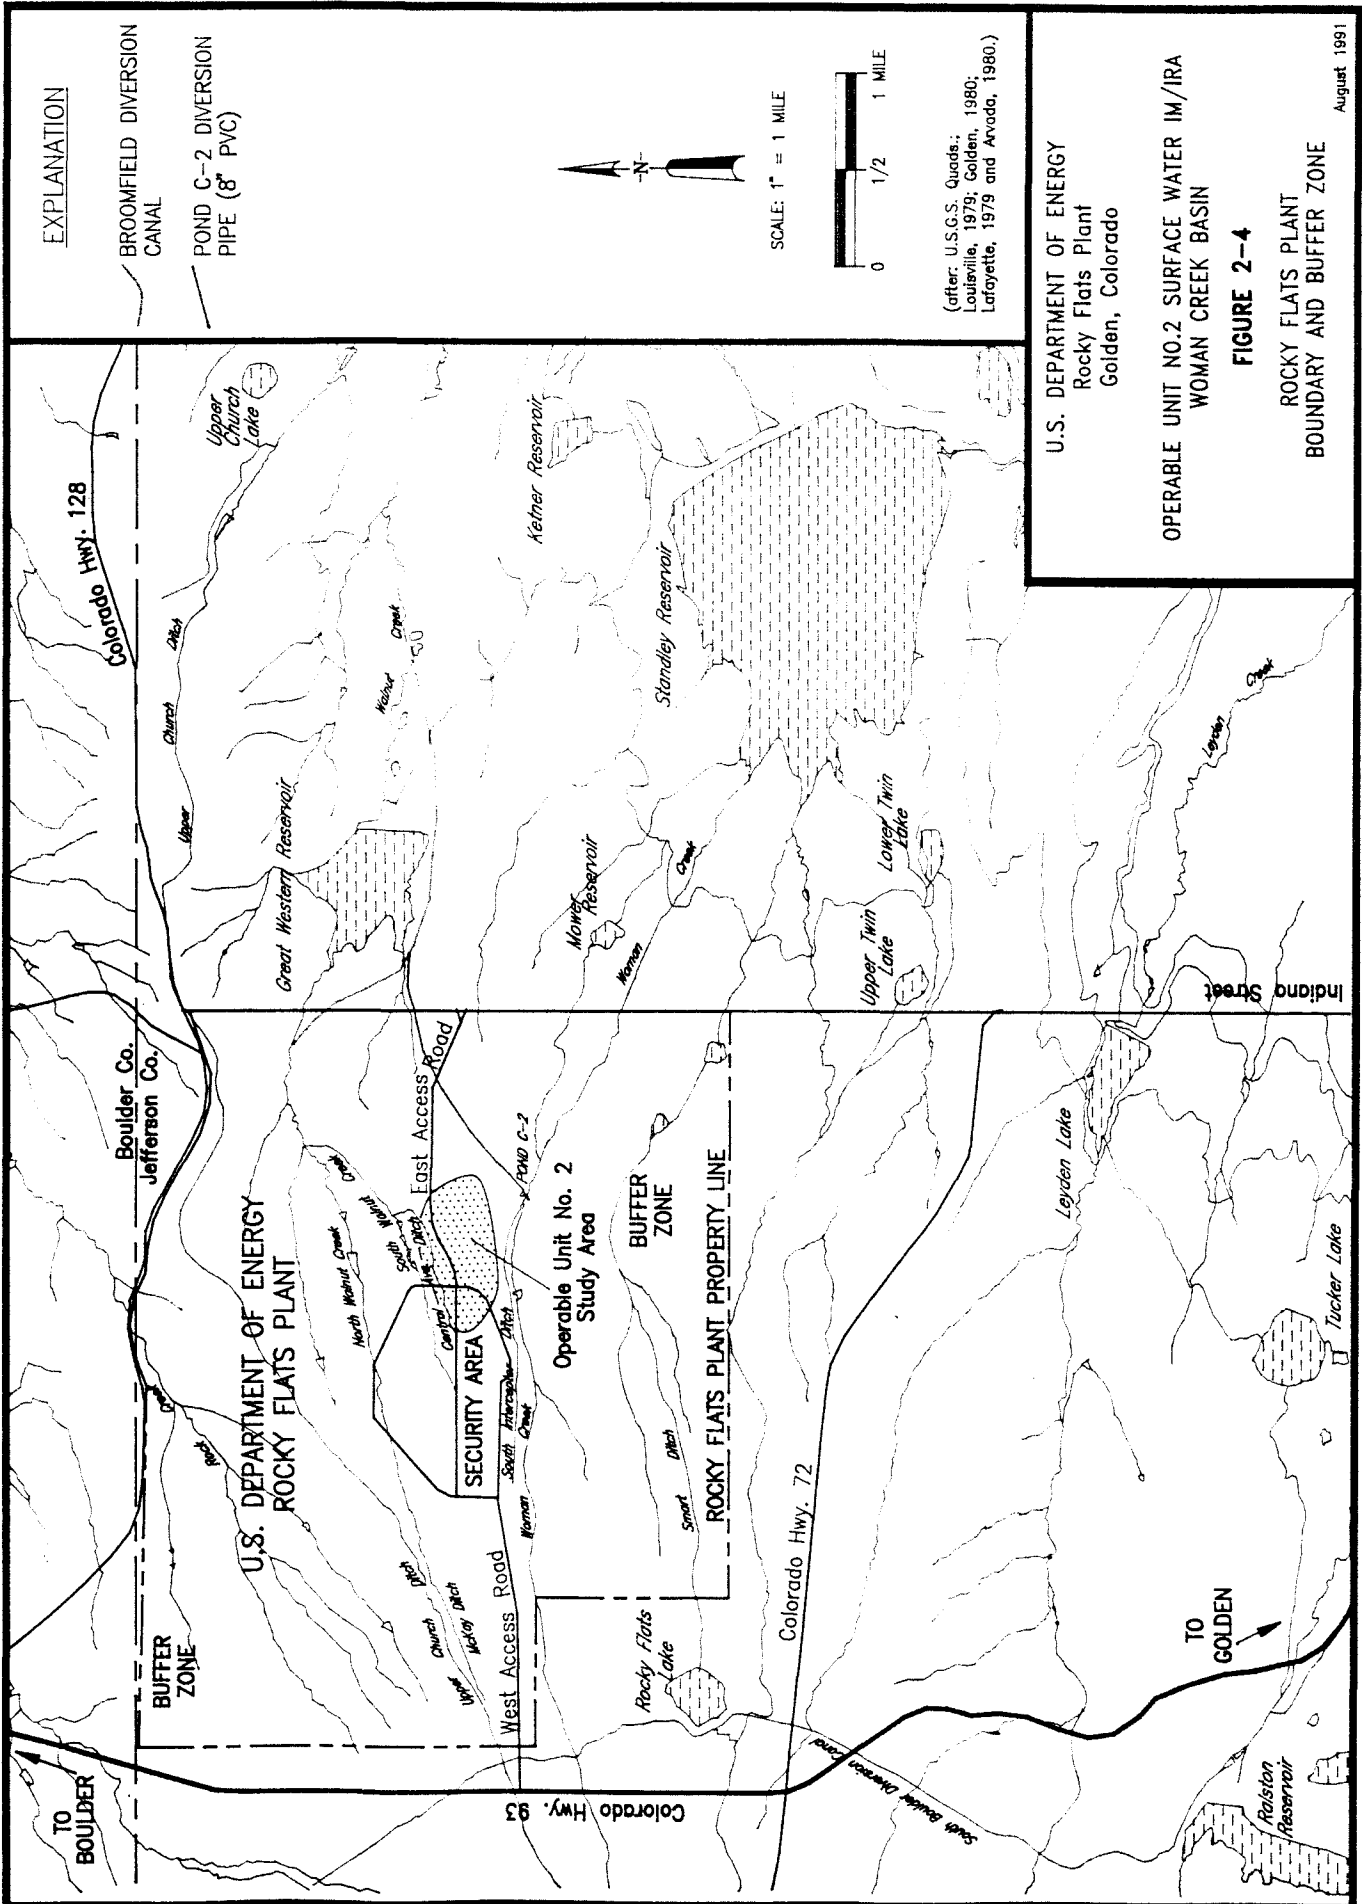 EXPLANATION
BROOMFIELD DIVERSION
CANAL
POND C-2 DIVERSION
PIPE (8" PVC)
-N-
SCALE: 1" = 1 MILE
0
1/2
1 MILE
(after: U.S.G.S. Quads.;
Louisville, 1979; Golden, 1980;
Lafayette, 1979 and Arvada, 1980.)
U.S. DEPARTMENT OF ENERGY
Rocky Flats Plant
Golden, Colorado
OPERABLE UNIT NO.2 SURFACE WATER IM/IRA
WOMAN CREEK BASIN
FIGURE 2-4
ROCKY FLATS PLANT
BOUNDARY AND BUFFER ZONE
August 1991
TO
BOULDER
Boulder Co.
Jefferson Co.
Colorado Hwy. 128
BUFFER
ZONE
Rock
Creek
U.S. DEPARTMENT OF ENERGY
ROCKY FLATS PLANT
Upper
Church
Ditch
Upper
Church
Lake
Great Western Reservoir
Walnut
Creek
North Walnut Creek
South
Walnut
Creek
Central
Ave
Ditch
East Access Road
Upper
Church
Ditch
McKay Ditch
West Access Road
SECURITY AREA
South Interceptor
Ditch
Woman
Creek
POND C-2
Operable Unit No. 2
Study Area
Mower
Reservoir
Woman
Creek
Ketner Reservoir
Standley Reservoir
BUFFER
ZONE
Smart
Ditch
ROCKY FLATS PLANT PROPERTY LINE
Rocky Flats
Lake
Colorado Hwy. 93
Colorado Hwy. 72
South Boulder Diversion Canal
Upper Twin
Lake
Lower Twin
Lake
Leyden Lake
Leyden
Creek
Indiana Street
TO
GOLDEN
Tucker Lake
Ralston
Reservoir